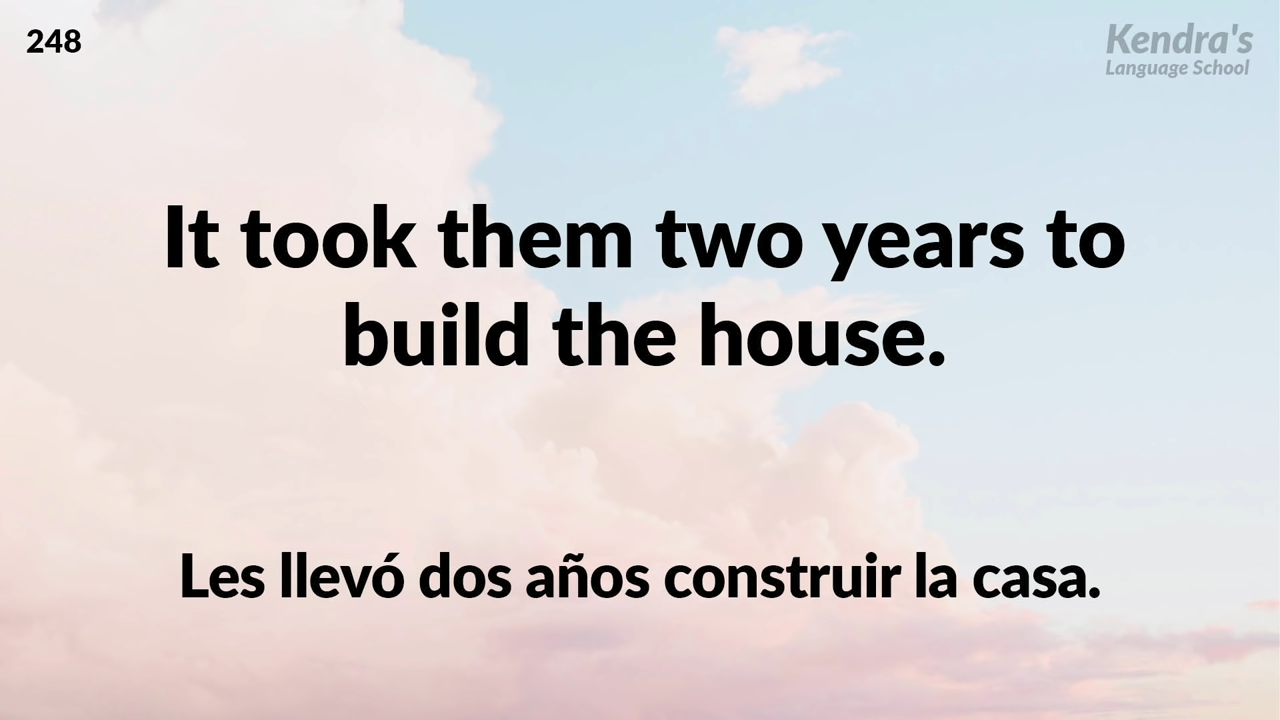 248
Kendra's
Language School
It took them two years to
build the house.
Les llevó dos años construir la casa.